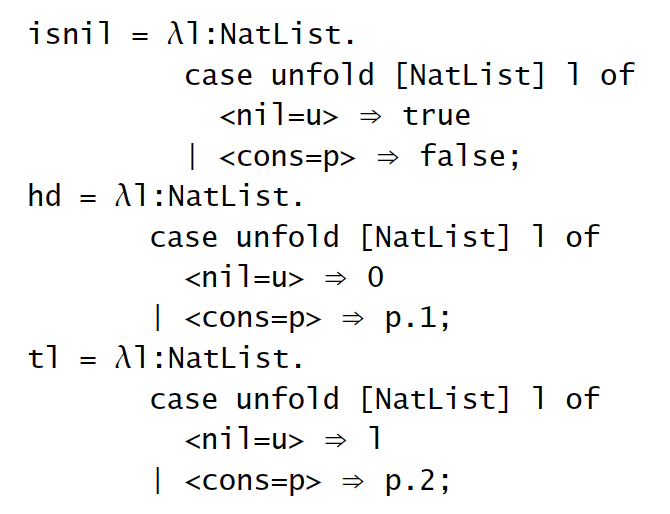 isnil = λl:NatList.
case unfold [NatList] l of
<nil=u> ⇒ true
| <cons=p> ⇒ false;
hd = λl:NatList.
case unfold [NatList] l of
<nil=u> ⇒ 0
| <cons=p> ⇒ p.1;
tl = λl:NatList.
case unfold [NatList] l of
<nil=u> ⇒ l
| <cons=p> ⇒ p.2;